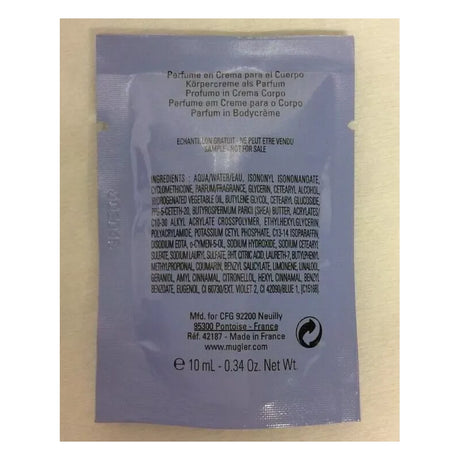 Perfume en Crema para el Cuerpo
Körpercreme als Parfum
Profumo in Crema Corpo
Perfume em Creme para o Corpo
Parfum in Bodycrème
ECHANTILLON GRATUIT - NE PEUT ETRE VENDU
SAMPLE - NOT FOR SALE
INGREDIENTS : AQUA/WATER/EAU, ISONONYL ISONONANOATE,
CYCLOMETHICONE, PARFUM/FRAGRANCE, GLYCERIN, CETEARYL ALCOHOL,
HYDROGENATED VEGETABLE OIL, BUTYLENE GLYCOL, CETEARYL GLUCOSIDE,
PPG-5-CETETH-20, BUTYROSPERMUM PARKII (SHEA) BUTTER, ACRYLATES/
C10-30 ALKYL ACRYLATE CROSSPOLYMER, ETHYLHEXYLGLYCERIN,
POLYACRYLAMIDE, POTASSIUM CETYL PHOSPHATE, C13-14 ISOPARAFFIN,
DISODIUM EDTA, o-CYMEN-5-OL, SODIUM HYDROXIDE, SODIUM CETEARYL
SULFATE, SODIUM LAURYL SULFATE, BHT, CITRIC ACID, LAURETH-7, BUTYLPHENYL
METHYLPROPIONAL, COUMARIN, BENZYL SALICYLATE, LIMONENE, LINALOOL,
GERANIOL, AMYL CINNAMAL, CITRONELLOL, HEXYL CINNAMAL, BENZYL
BENZOATE, EUGENOL, CI 60730/EXT. VIOLET 2, CI 42090/BLUE 1, [C1516B].
Mfd. for CFG 92200 Neuilly
95300 Pontoise - France
Réf. 42187 - Made in France
www.mugler.com
℮ 10 mL - 0.34 Oz. Net Wt.